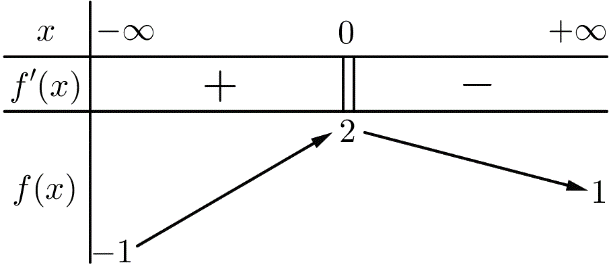 x −∞ 0 +∞
f′(x) + −
2
f(x) 1
−1